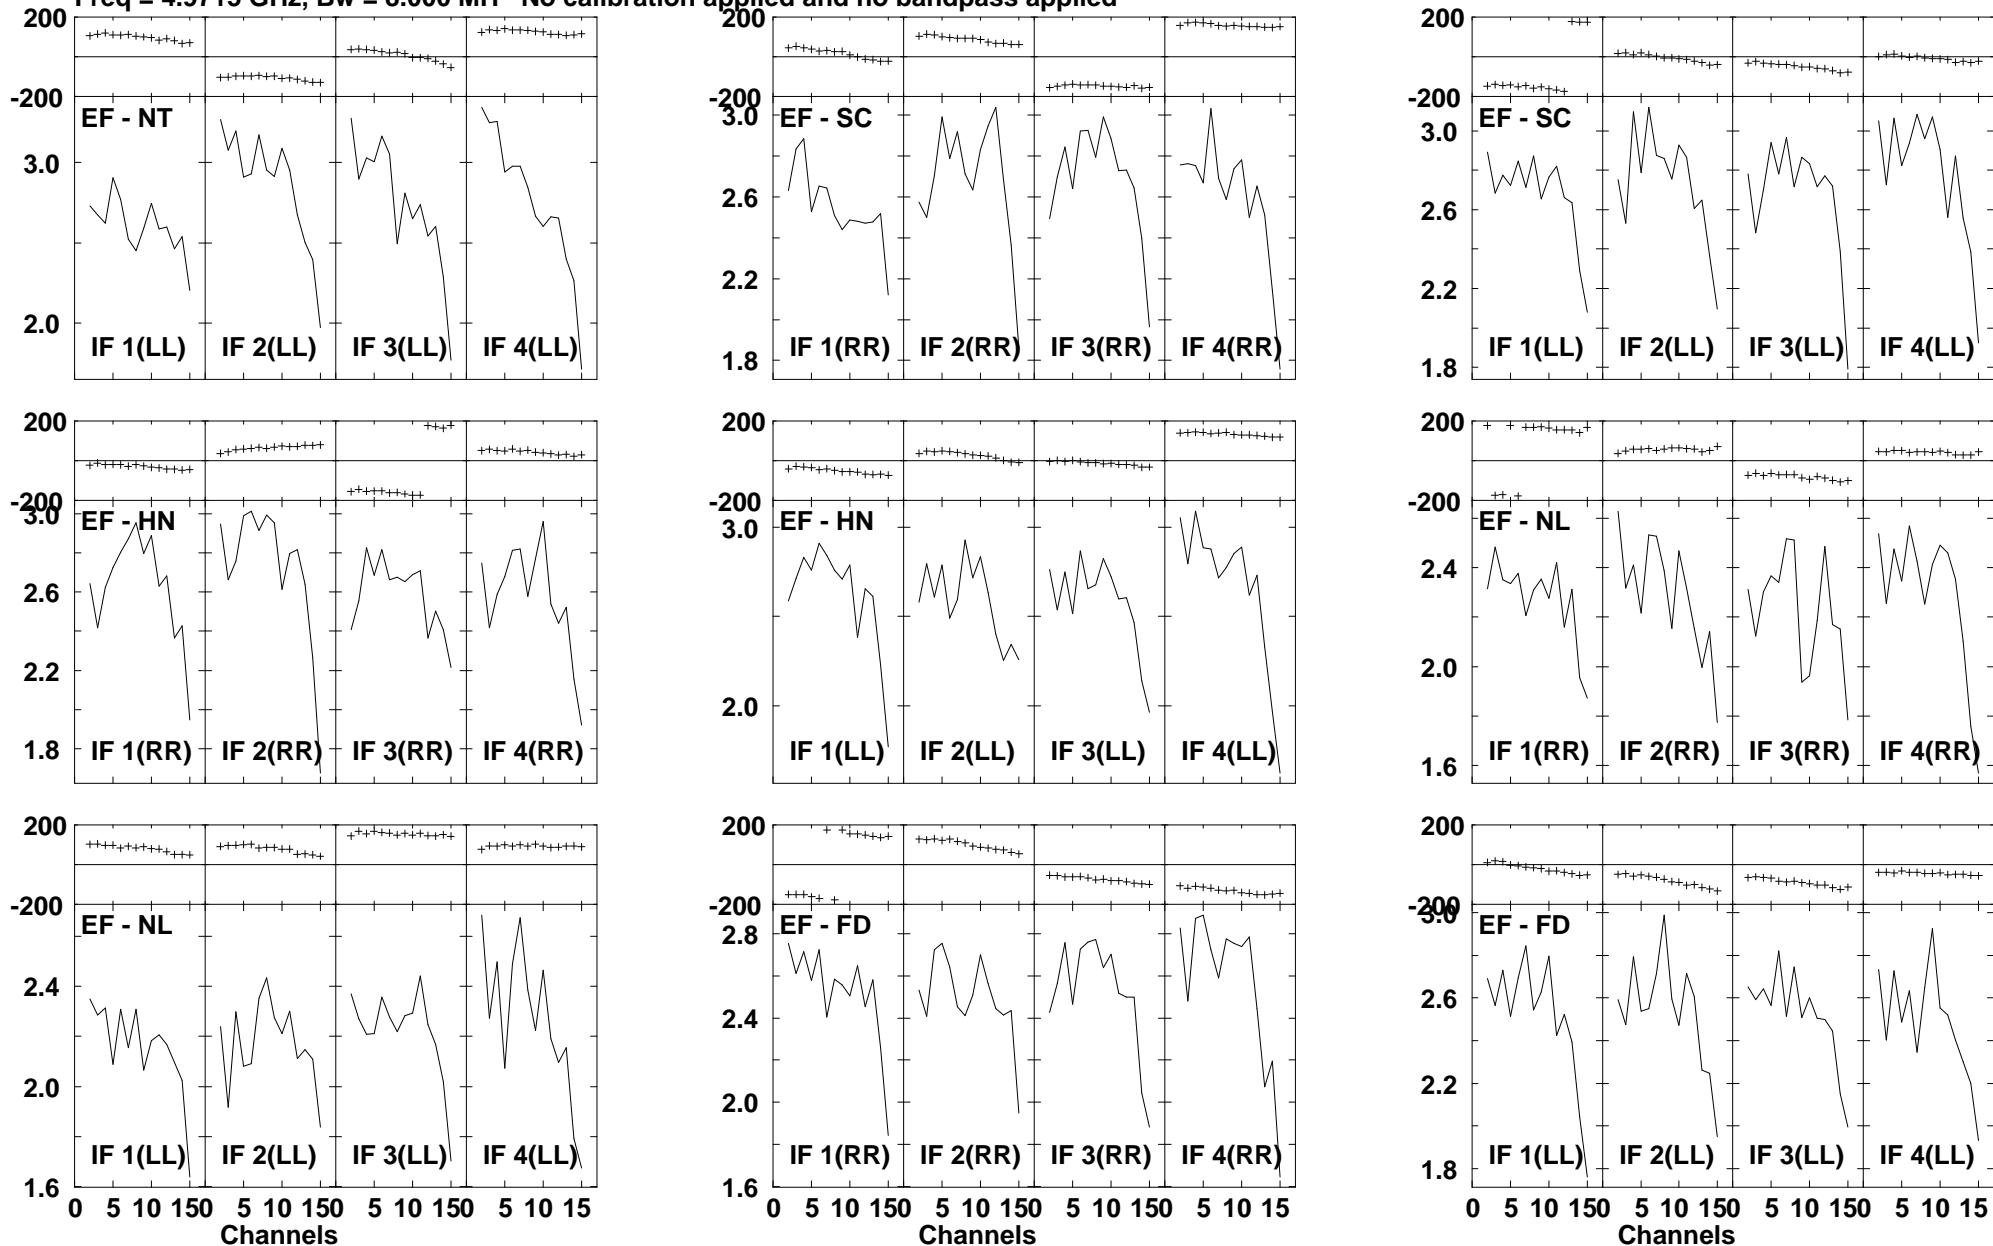 No calibration applied and no bandpass applied
200 200 200
-200 -200 -200
EF - NT EF - SC EF - SC
3.0 3.0 3.0
2.6 2.6
2.2 2.2
2.0
1.8 1.8
IF 1(LL) IF 2(LL) IF 3(LL) IF 4(LL) IF 1(RR) IF 2(RR) IF 3(RR) IF 4(RR) IF 1(LL) IF 2(LL) IF 3(LL) IF 4(LL)
200 200 200
-200 -200 -200
EF - HN EF - HN EF - NL
3.0 3.0
2.6 2.4
2.2 2.0 2.0
1.8 1.6
IF 1(RR) IF 2(RR) IF 3(RR) IF 4(RR) IF 1(LL) IF 2(LL) IF 3(LL) IF 4(LL) IF 1(RR) IF 2(RR) IF 3(RR) IF 4(RR)
200 200 200
-200 -200 -200
EF - NL EF - FD EF - FD
3.0
2.8
2.4 2.4 2.6
2.0 2.0 2.2
1.8
1.6 1.6
IF 1(LL) IF 2(LL) IF 3(LL) IF 4(LL) IF 1(RR) IF 2(RR) IF 3(RR) IF 4(RR) IF 1(LL) IF 2(LL) IF 3(LL) IF 4(LL)
0 5 10 150 5 10 150 5 10 150 5 10 15 0 5 10 150 5 10 150 5 10 150 5 10 15 0 5 10 150 5 10 150 5 10 150 5 10 15
Channels Channels Channels